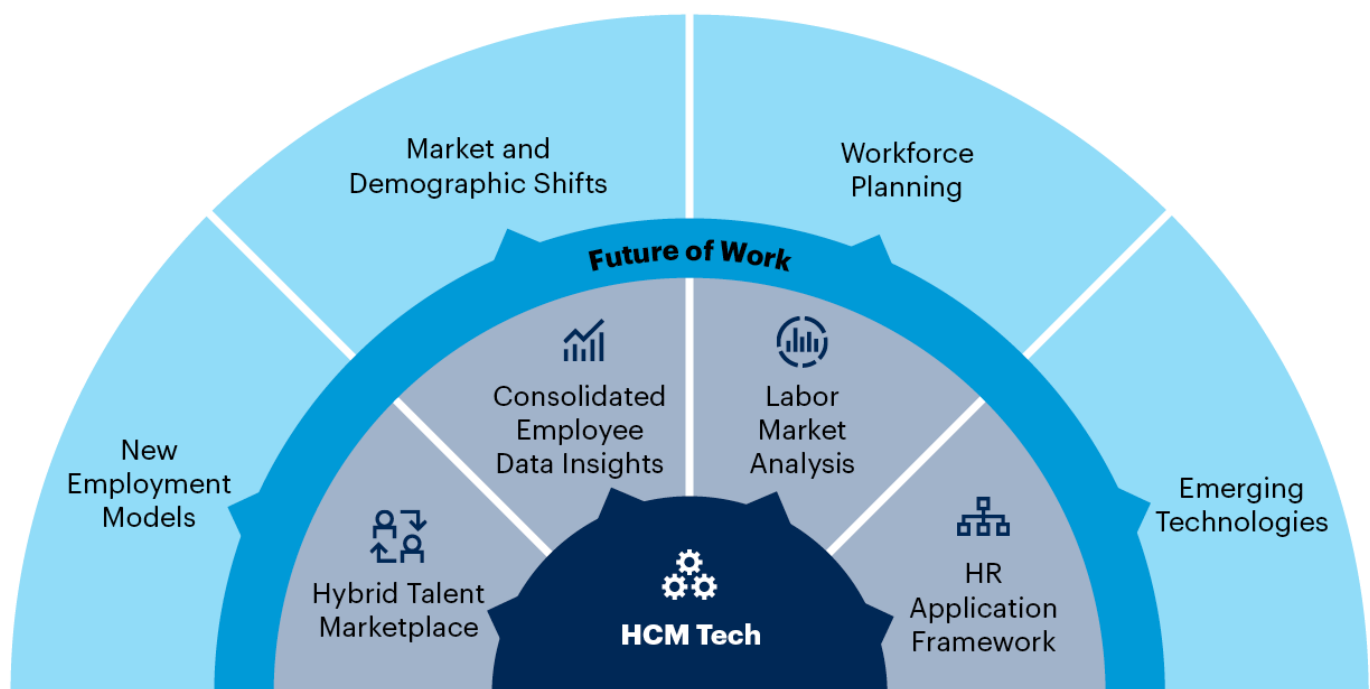 Market and
Demographic Shifts
Workforce
Planning
Future of Work
New
Employment
Models
Consolidated
Employee
Data Insights
Labor
Market
Analysis
Emerging
Technologies
Hybrid Talent
Marketplace
HCM Tech
HR
Application
Framework